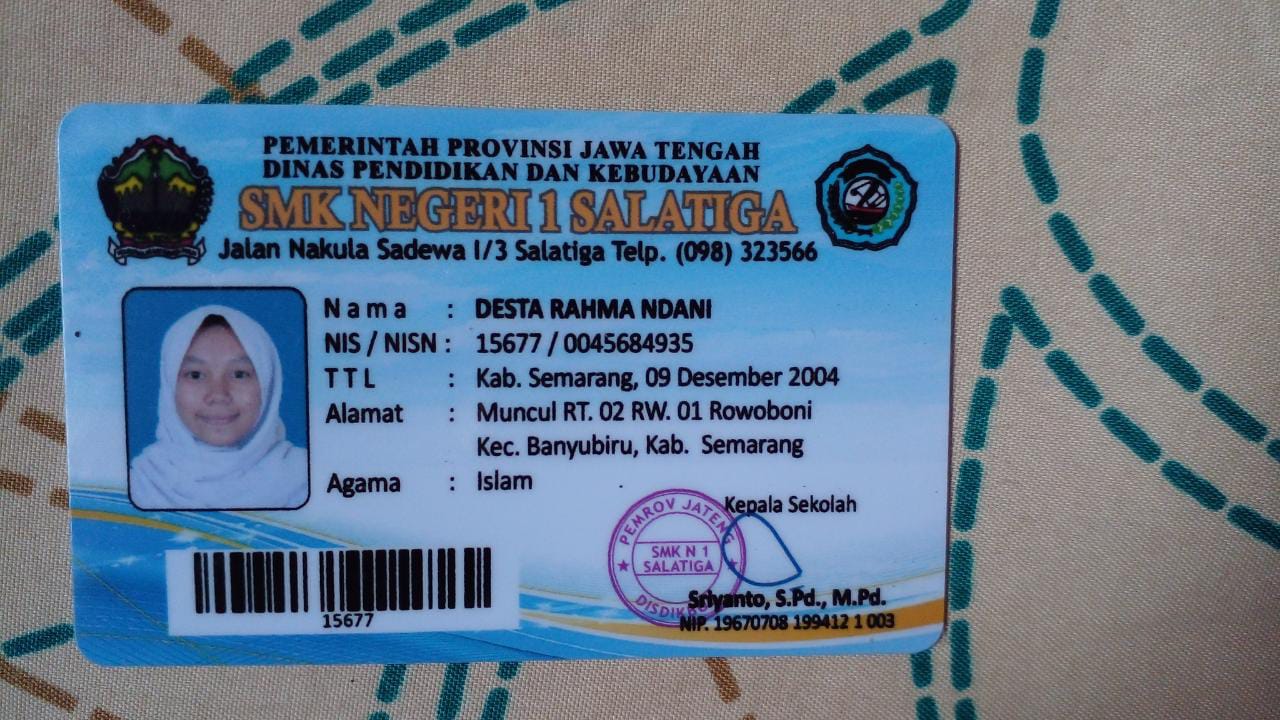 PEMERINTAH PROVINSI JAWA TENGAH
DINAS PENDIDIKAN DAN KEBUDAYAAN
SMK NEGERI 1 SALATIGA
Jalan Nakula Sadewa I/3 Salatiga Telp. (098) 323566
Nama : DESTA RAHMA NDANI
NIS / NISN : 15677 / 0045684935
TTL : Kab. Semarang, 09 Desember 2004
Alamat : Muncul RT. 02 RW. 01 Rowoboni
Kec. Banyubiru, Kab. Semarang
Agama : Islam
Kepala Sekolah
PEMROV JATENG
SMK N 1
SALATIGA
Sriyanto, S.Pd., M.Pd.
NIP. 19670708 199412 1 003
15677